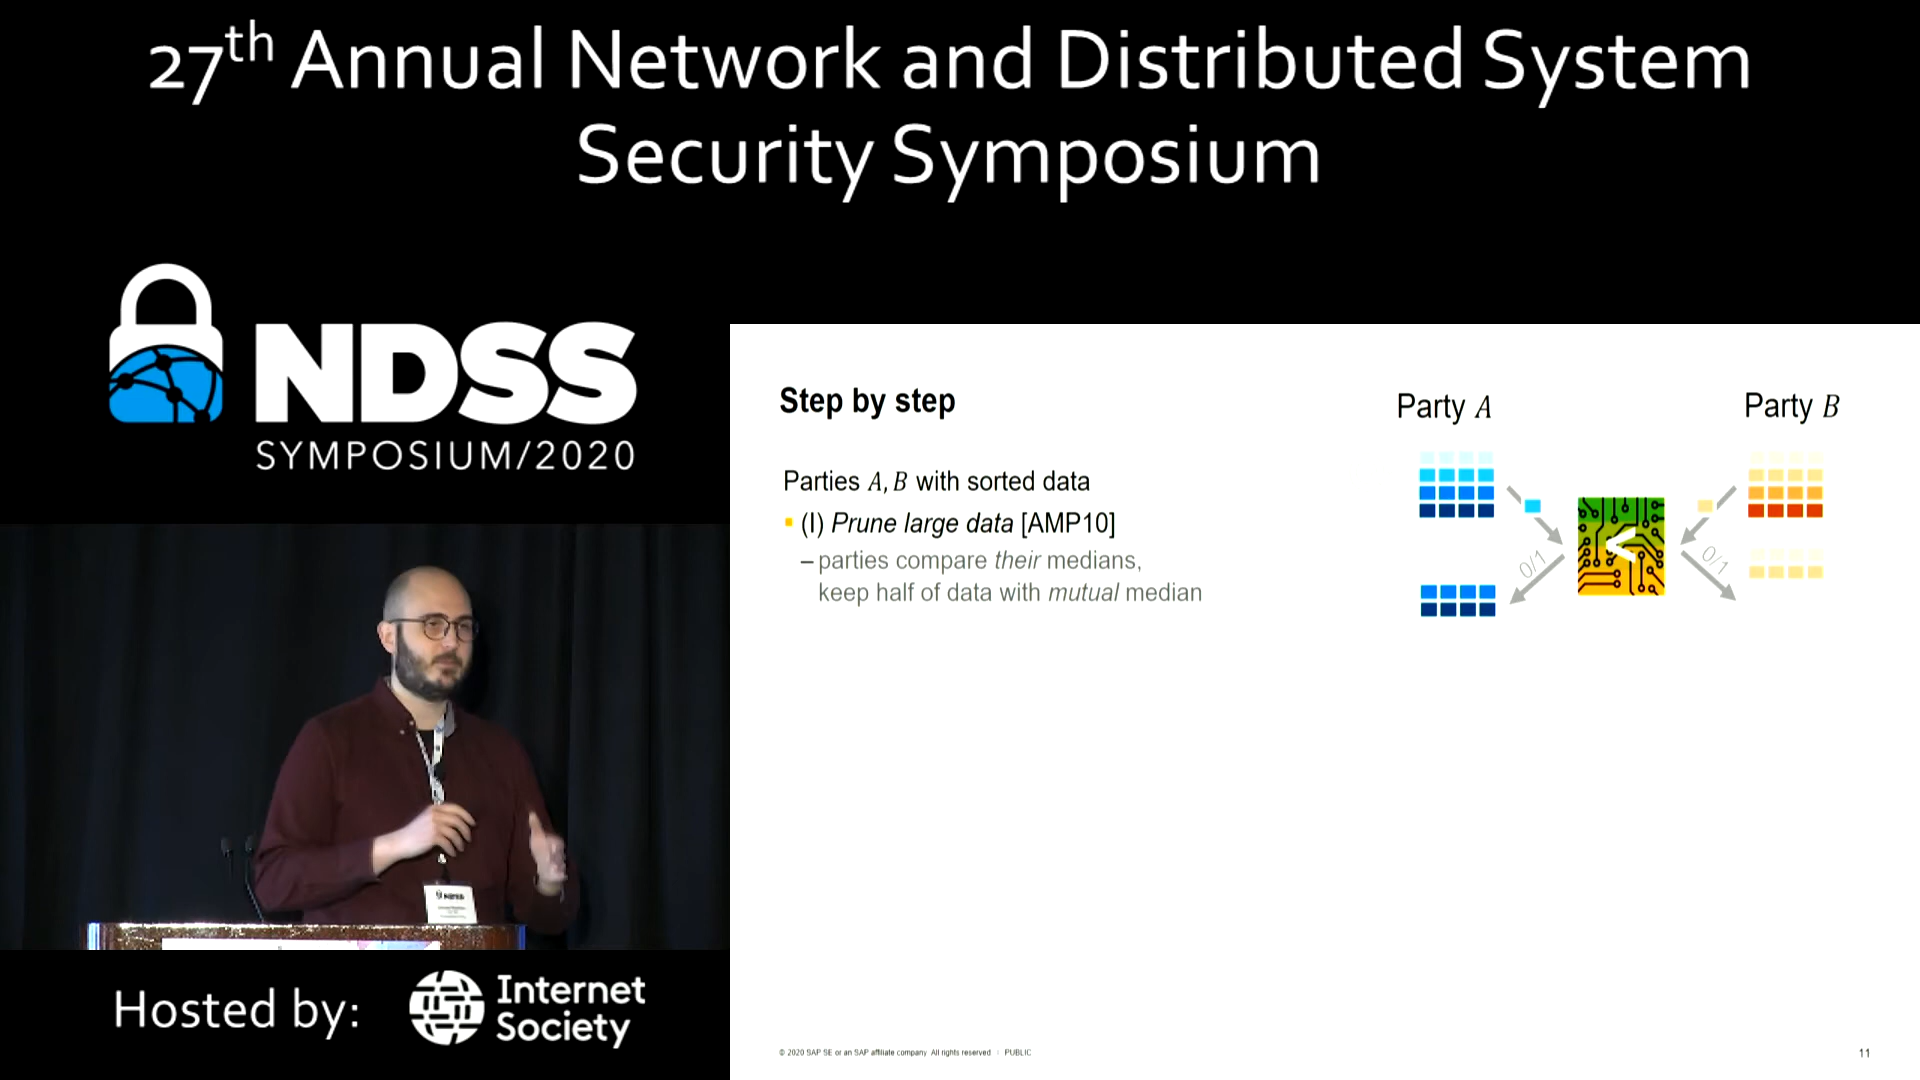 27th Annual Network and Distributed System
Security Symposium
NDSS
SYMPOSIUM/2020
Step by step
Party A
Party B
Parties A, B with sorted data
(I) Prune large data [AMP10]
– parties compare their medians,
keep half of data with mutual median
<
0/1
0/1
NDSS
Hosted by:
Internet
Society
© 2020 SAP SE or an SAP affiliate company. All rights reserved. | PUBLIC
11